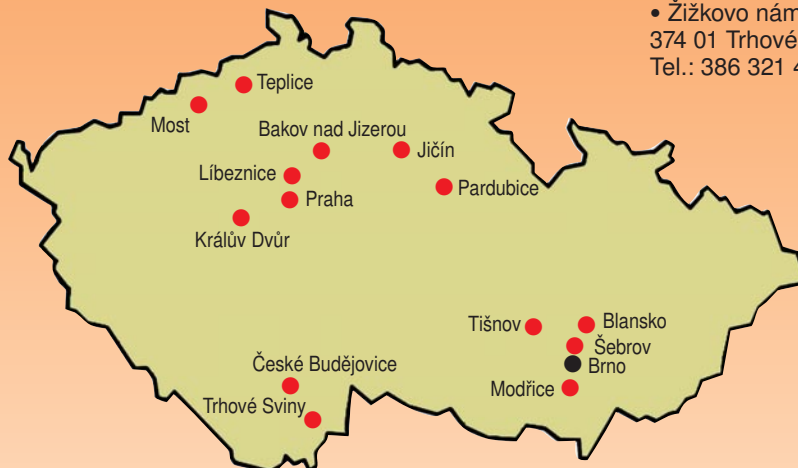 • Žižkovo nám
374 01 Trhové
Tel.: 386 321 4
Teplice
Most
Bakov nad Jizerou
Jičín
Líbeznice
Pardubice
Praha
Králův Dvůr
Tišnov
Blansko
Šebrov
Brno
České Budějovice
Modřice
Trhové Sviny